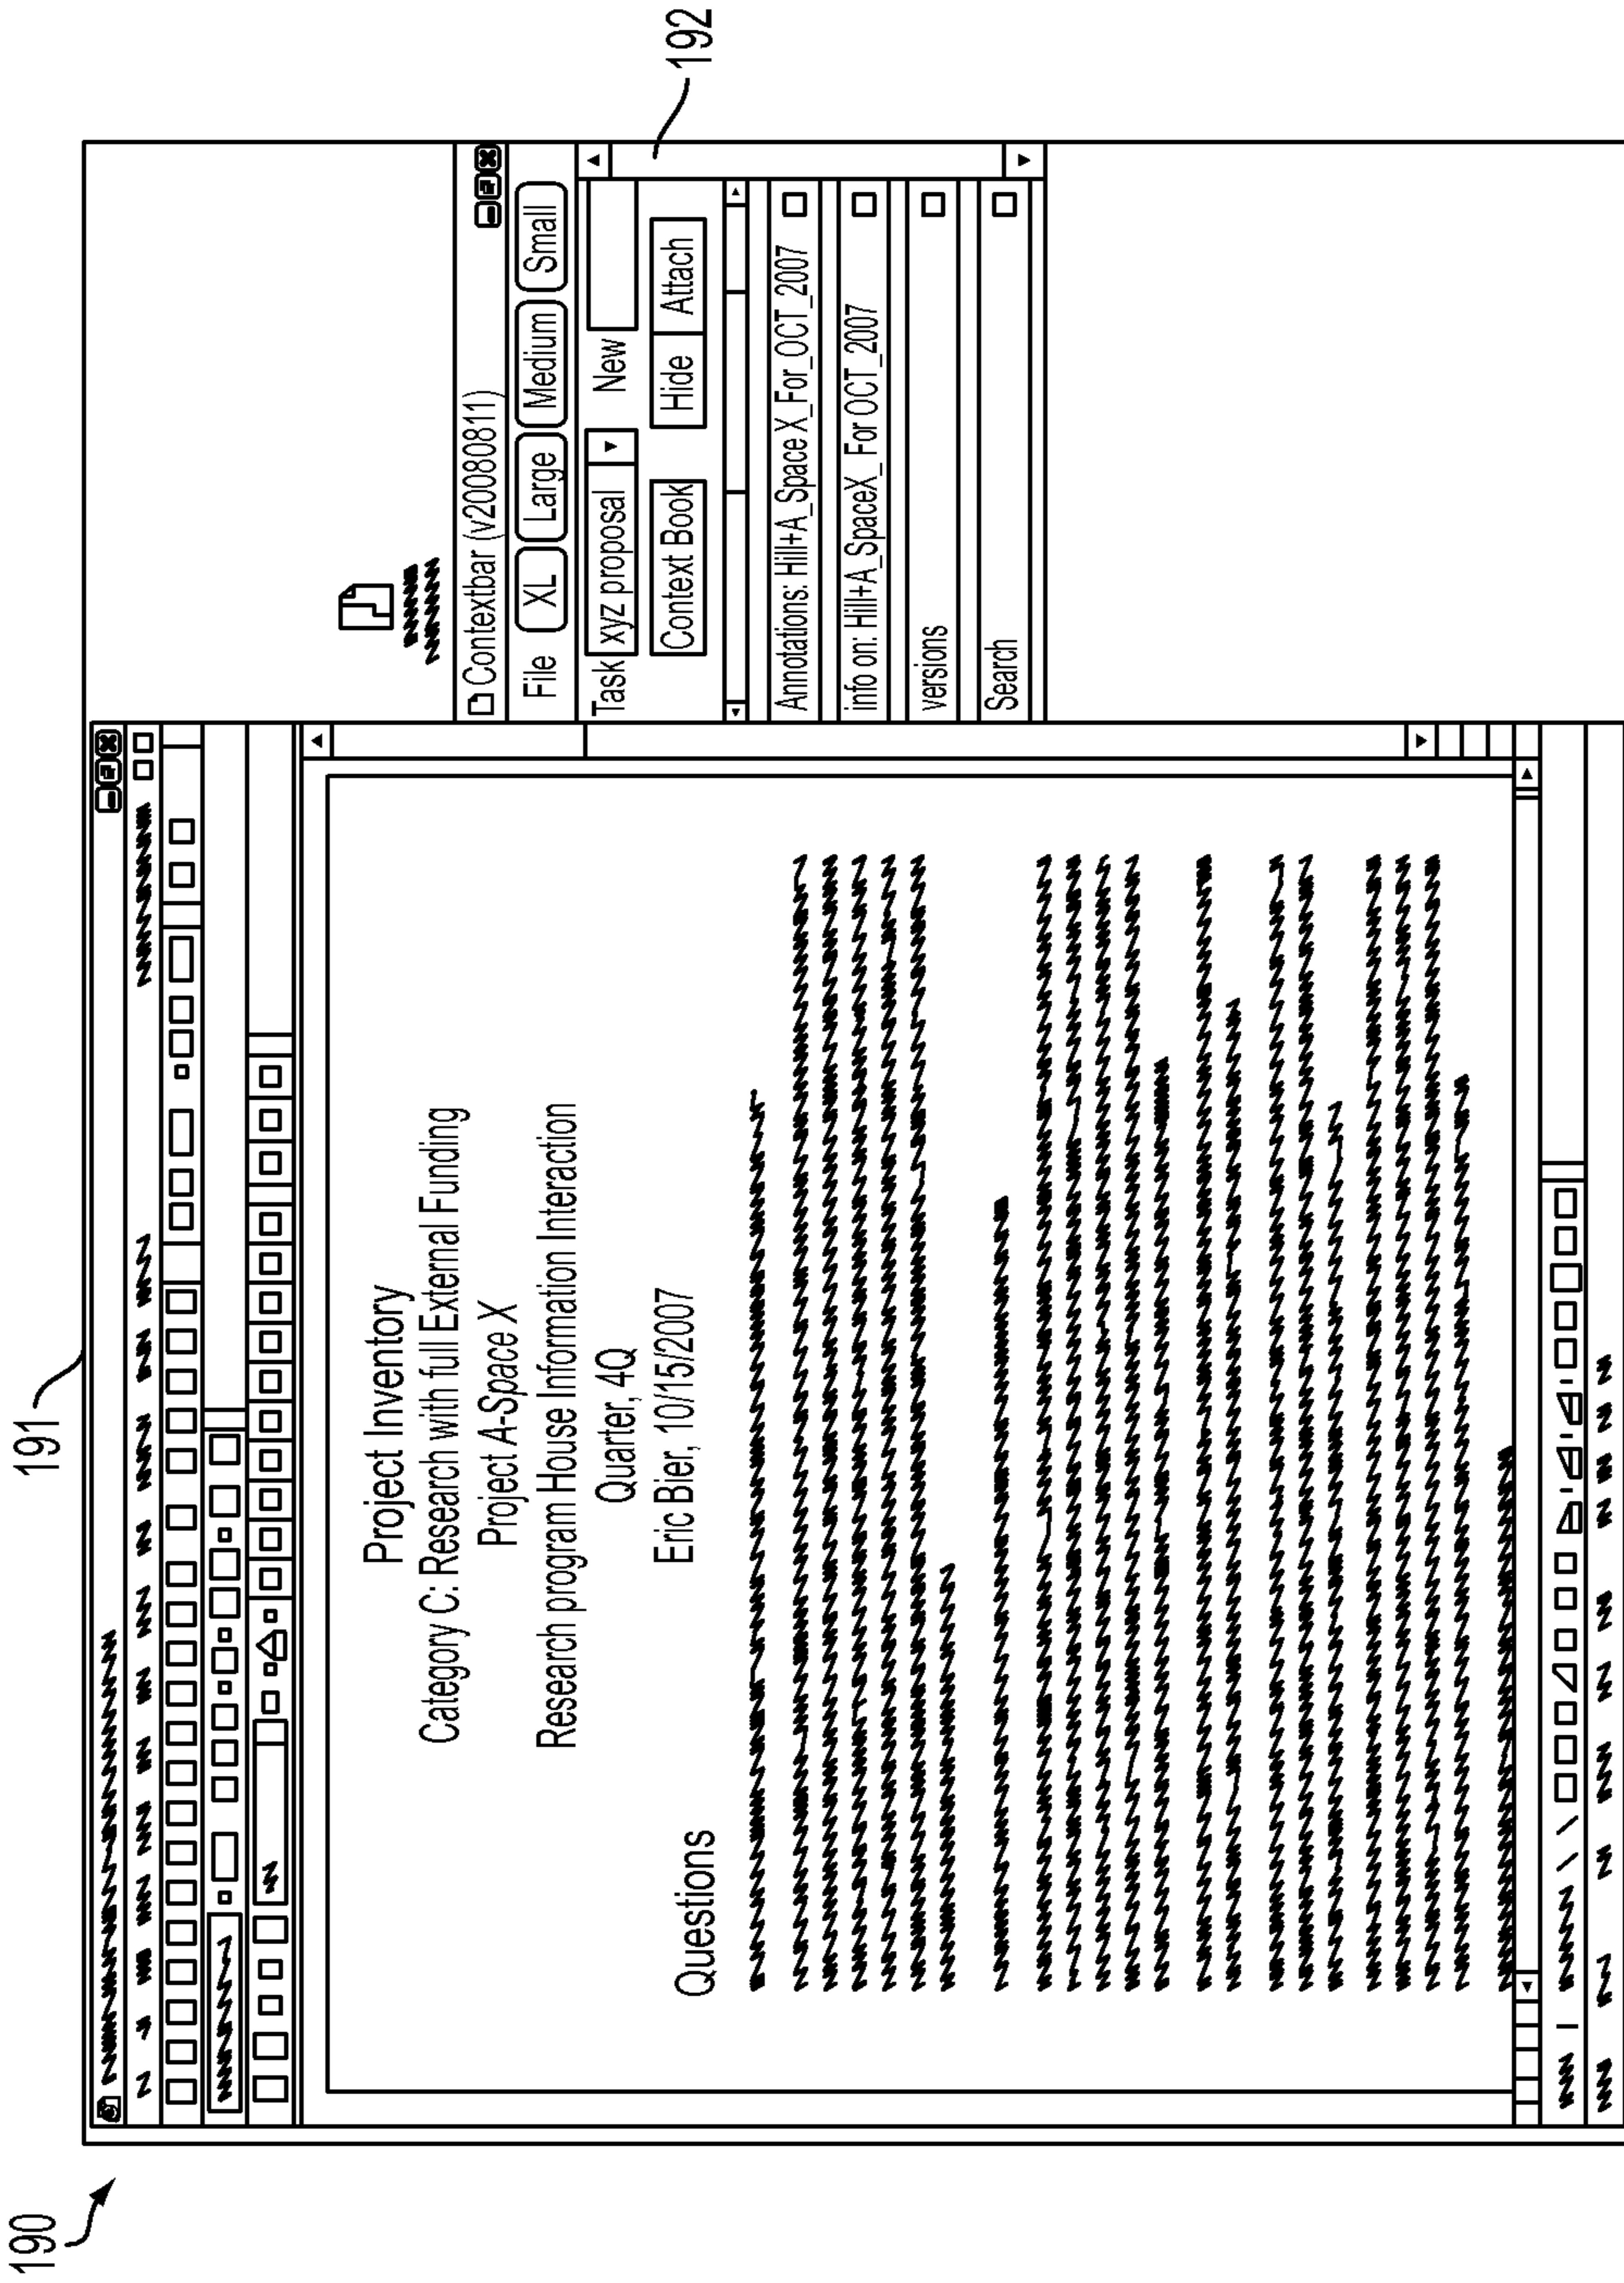 190
191
192
Project Inventory
Category C: Research with full External Funding
Project A-Space X
Research program House Information Interaction
Quarter, 4Q
Eric Bier, 10/15/2007
Questions
Contextbar (v20080811)
File XL Large Medium Small
Task xyz proposal New
Context Book Hide Attach
Annotations: Hill+A_Space X_For_OCT_2007
info on: Hill+A_SpaceX_For OCT_2007
versions
Search